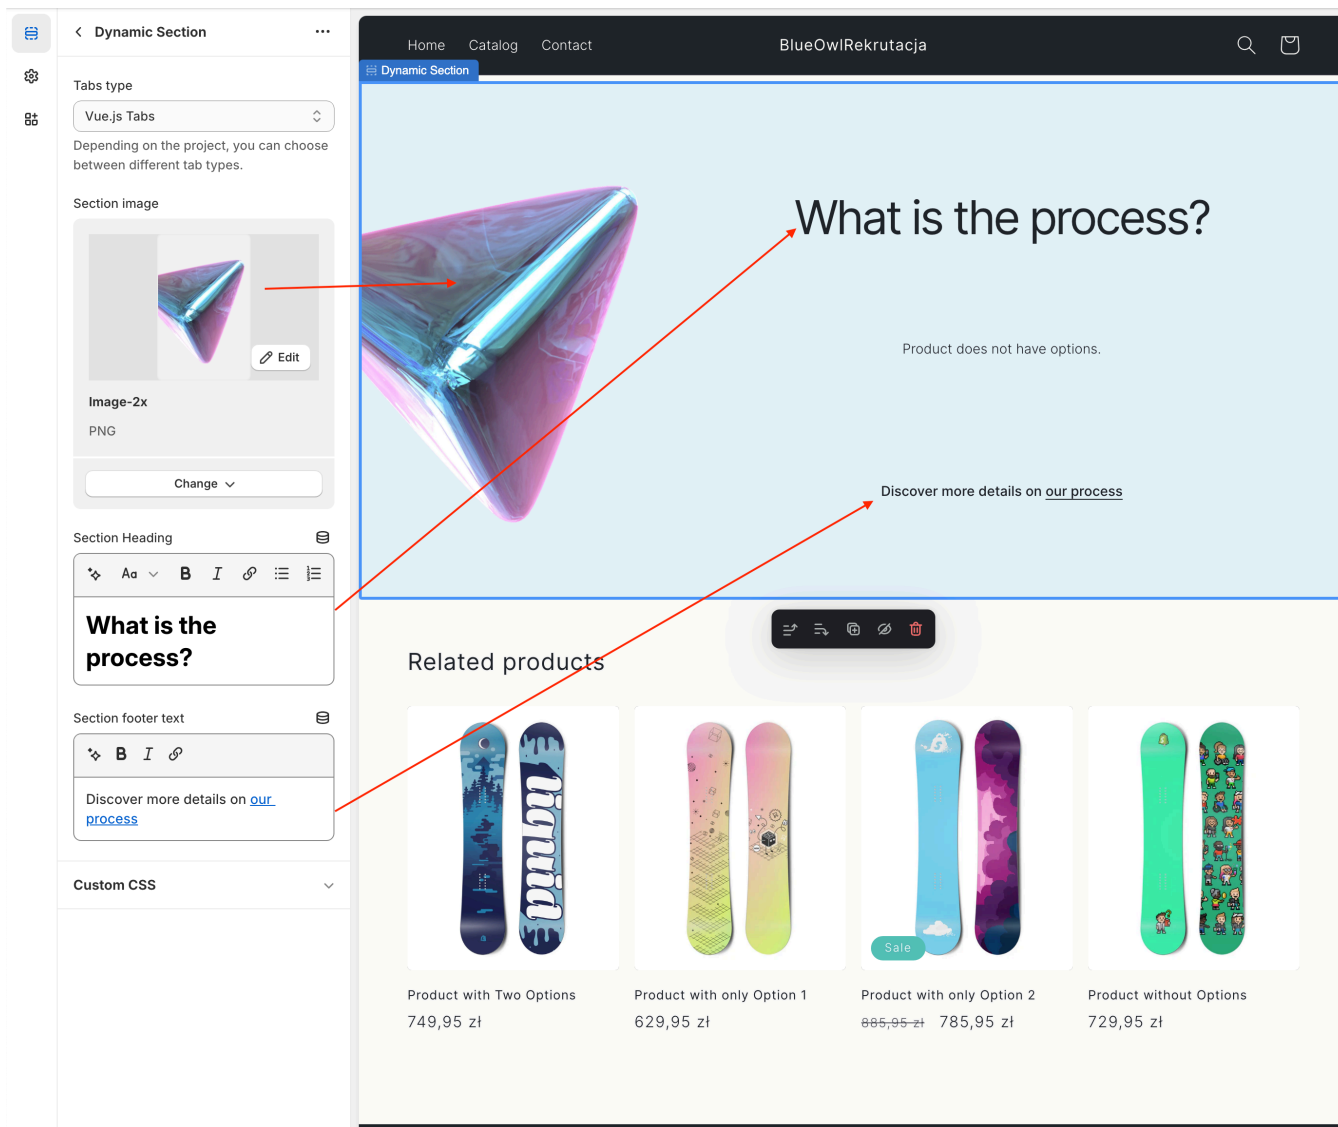 Dynamic Section
Tabs type
Vue.js Tabs
Depending on the project, you can choose
between different tab types.
Section image
Edit
Image-2x
PNG
Change
Section Heading
Aa
B
I
What is the
process?
Section footer text
B
I
Discover more details on our
process
Custom CSS
Home
Catalog
Contact
BlueOwlRekrutacja
Dynamic Section
What is the process?
Product does not have options.
Discover more details on our process
Related products
liquid
Sale
Product with Two Options
749,95 zł
Product with only Option 1
629,95 zł
Product with only Option 2
885,95 zł 785,95 zł
Product without Options
729,95 zł